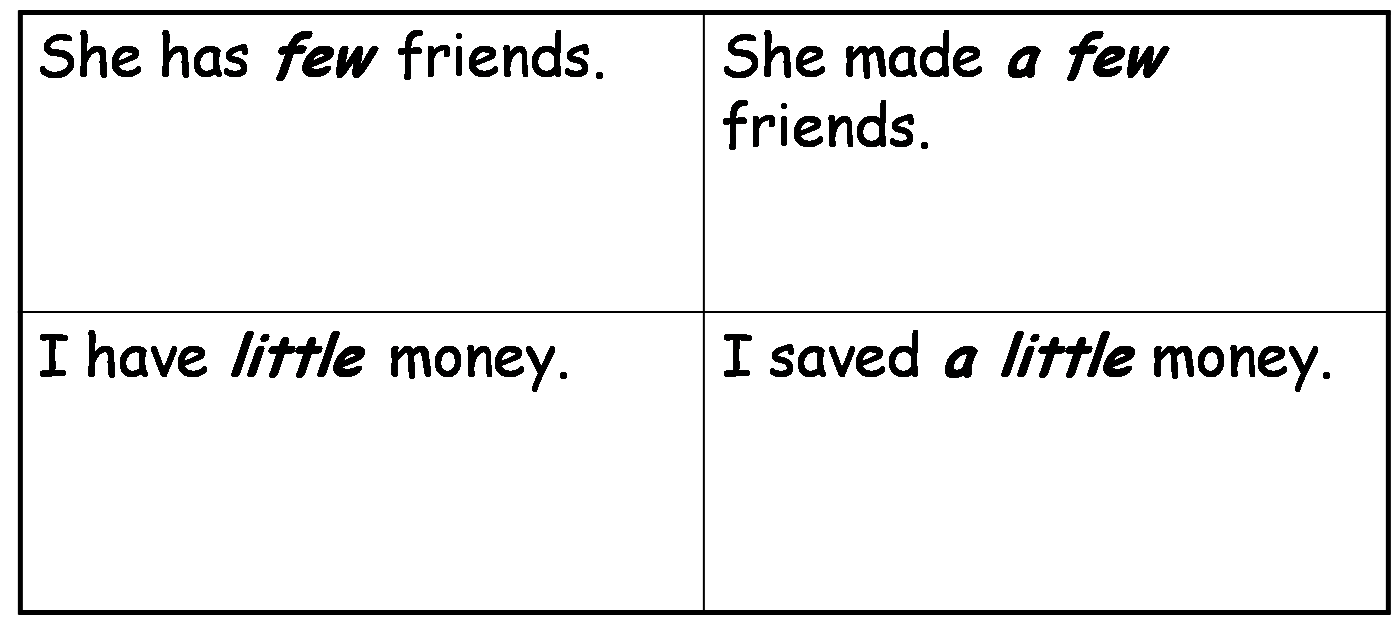 She has few friends.
She made a few
friends.
I have little money.
I saved a little money.